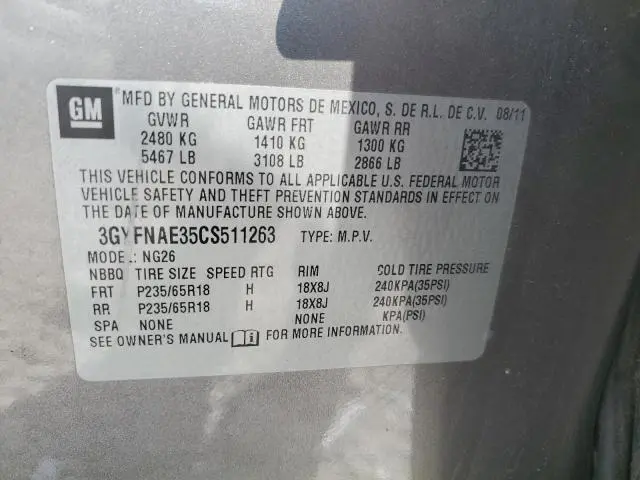 GM
MFD BY GENERAL MOTORS DE MEXICO, S. DE R.L. DE C.V. 08/11
GVWR GAWR FRT GAWR RR
2480 KG 1410 KG 1300 KG
5467 LB 3108 LB 2866 LB
THIS VEHICLE CONFORMS TO ALL APPLICABLE U.S. FEDERAL MOTOR
VEHICLE SAFETY AND THEFT PREVENTION STANDARDS IN EFFECT ON
THE DATE OF MANUFACTURE SHOWN ABOVE.
3GYFNAE35CS511263 TYPE: M.P.V.
MODEL: NG26
NBBQ TIRE SIZE SPEED RTG RIM COLD TIRE PRESSURE
FRT P235/65R18 H 18X8J 240KPA(35PSI)
RR P235/65R18 H 18X8J 240KPA(35PSI)
SPA NONE NONE KPA(PSI)
SEE OWNER'S MANUAL i FOR MORE INFORMATION.